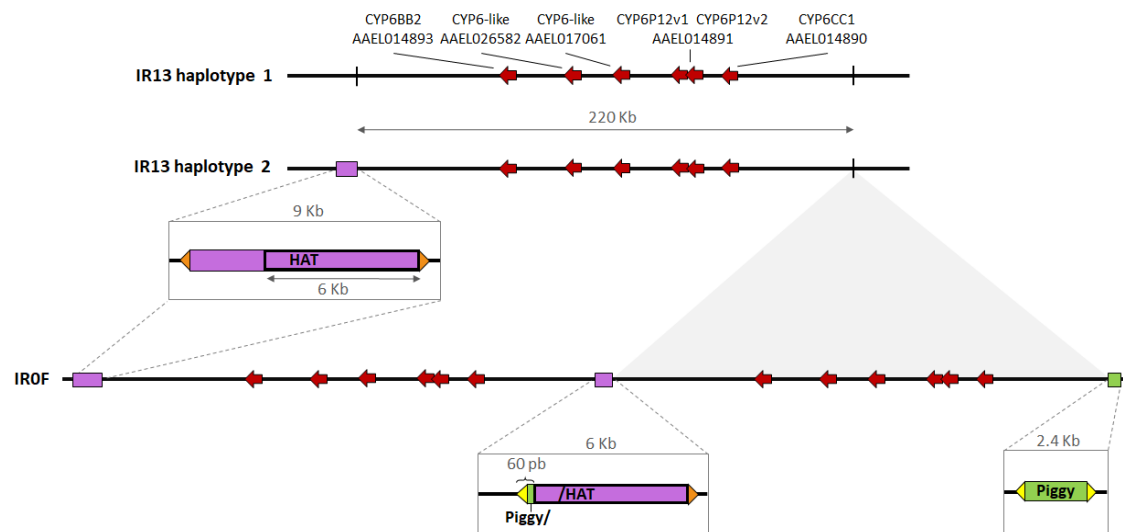 CYP6BB2 CYP6-like CYP6-like CYP6P12v1 CYP6P12v2 CYP6CC1
AAEL014893 AAEL026582 AAEL017061 AAEL014891 AAEL014890
IR13 haplotype 1
220 Kb
IR13 haplotype 2
9 Kb
HAT
6 Kb
IR0F
6 Kb
2.4 Kb
60 pb
/HAT
Piggy
Piggy/